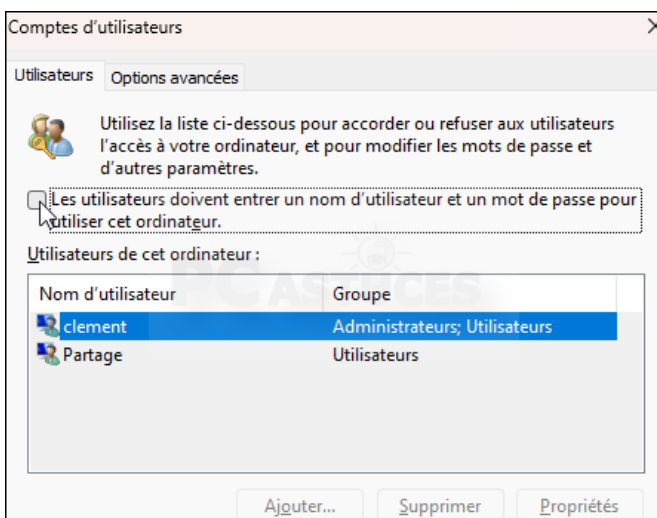 Comptes d'utilisateurs
Utilisateurs
Options avancées
Utilisez la liste ci-dessous pour accorder ou refuser aux utilisateurs
l'accès à votre ordinateur, et pour modifier les mots de passe et
d'autres paramètres.
Les utilisateurs doivent entrer un nom d'utilisateur et un mot de passe pour
utiliser cet ordinateur.
Utilisateurs de cet ordinateur :
PC ASTUCES
Nom d'utilisateur Groupe
clement Administrateurs; Utilisateurs
Partage Utilisateurs
Ajouter... Supprimer Propriétés